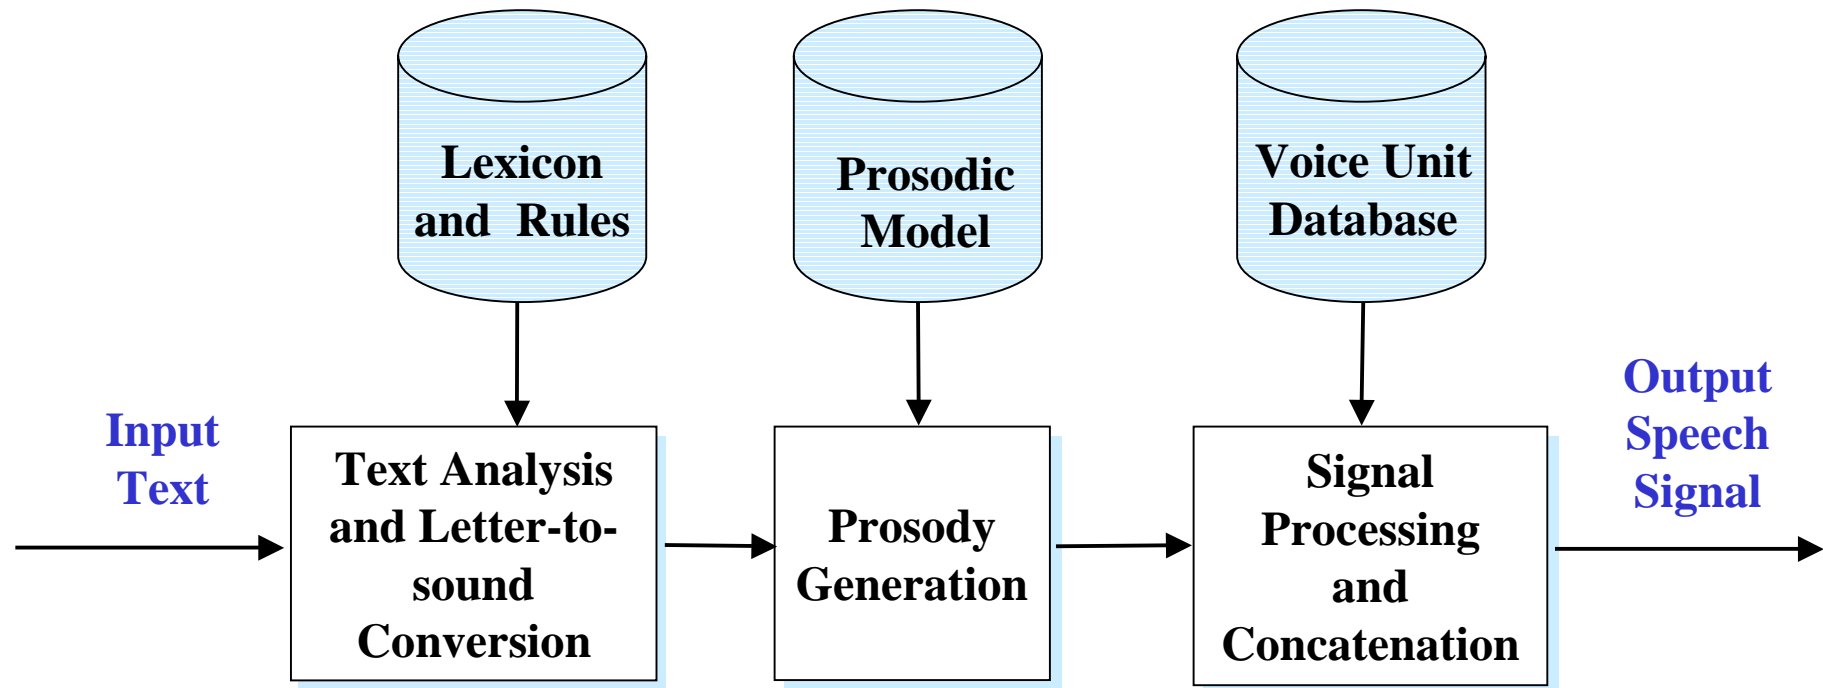 Lexicon
and Rules
Prosodic
Model
Voice Unit
Database
Input
Text
Text Analysis
and Letter-to-
sound
Conversion
Prosody
Generation
Signal
Processing
and
Concatenation
Output
Speech
Signal